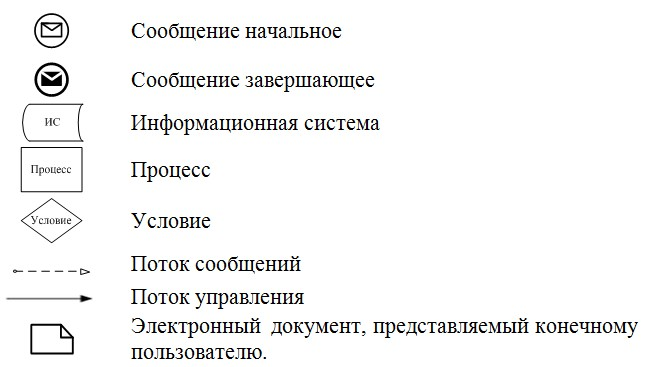 Сообщение начальное
Сообщение завершающее
ИС
Информационная система
Процесс
Процесс
Условие
Условие
Поток сообщений
Поток управления
Электронный документ, представляемый конечному
пользователю.